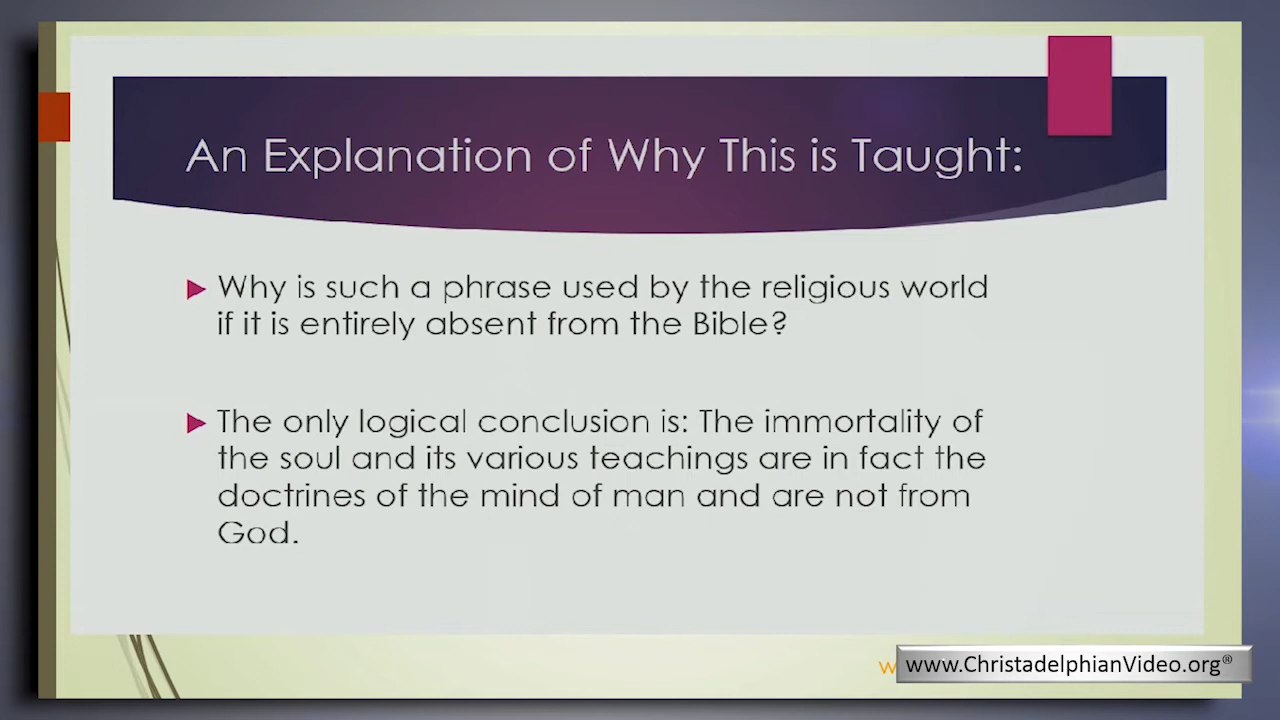 An Explanation of Why This is Taught:
Why is such a phrase used by the religious world
if it is entirely absent from the Bible?
The only logical conclusion is: The immortality of
the soul and its various teachings are in fact the
doctrines of the mind of man and are not from
God.
www.ChristadelphianVideo.org®